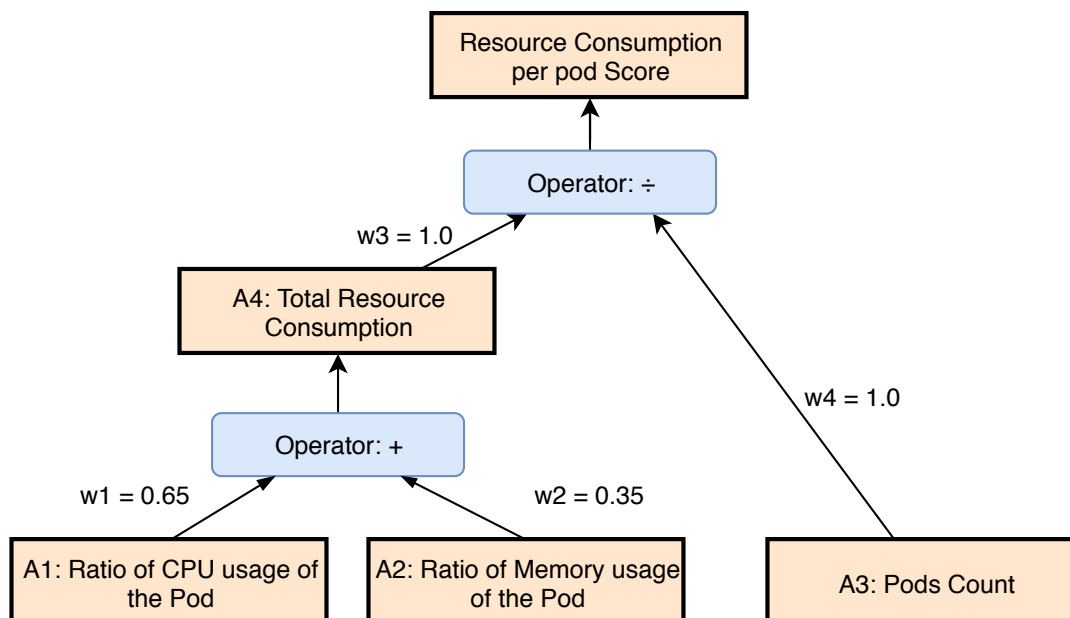 Resource Consumption
per pod Score
Operator: ÷
w3 = 1.0
A4: Total Resource
Consumption
w4 = 1.0
Operator: +
w1 = 0.65
w2 = 0.35
A1: Ratio of CPU usage of
the Pod
A2: Ratio of Memory usage
of the Pod
A3: Pods Count